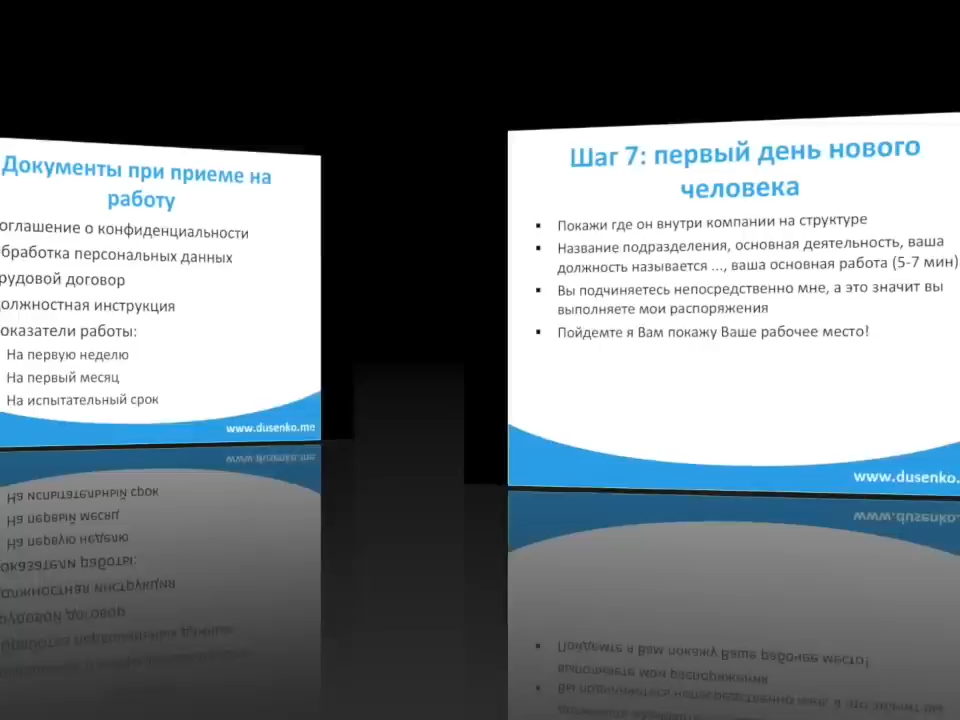 Документы при приеме на
работу
оглашение о конфиденциальности
бработка персональных данных
рудовой договор
олжностная инструкция
оказатели работы:
На первую неделю
На первый месяц
На испытательный срок
www.dusenko.me
Шаг 7: первый день нового
человека
▪ Покажи где он внутри компании на структуре
▪ Название подразделения, основная деятельность, ваша
должность называется ..., ваша основная работа (5-7 мин)
▪ Вы подчиняетесь непосредственно мне, а это значит вы
выполняете мои распоряжения
▪ Пойдемте я Вам покажу Ваше рабочее место!
www.dusenko.